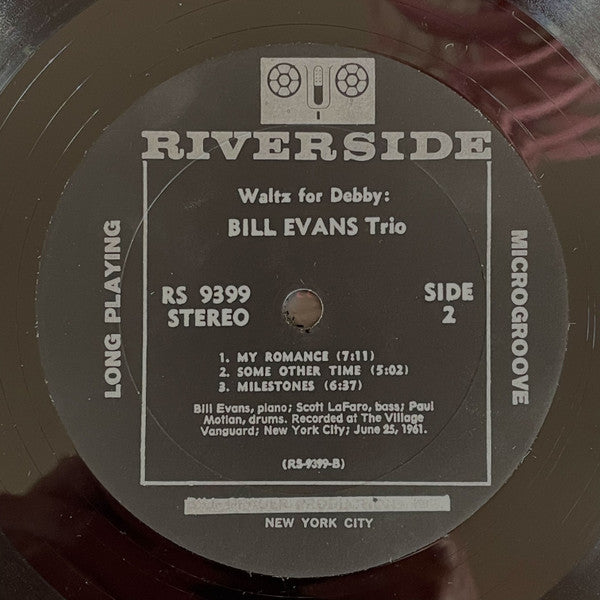 RIVERSIDE
Waltz for Debby:
BILL EVANS Trio
LONG PLAYING
MICROGROOVE
RS 9399
STEREO
SIDE
2
1. MY ROMANCE (7:11)
2. SOME OTHER TIME (5:02)
3. MILESTONES (6:37)
Bill Evans, piano; Scott LaFaro, bass; Paul
Motian, drums. Recorded at The Village
Vanguard; New York City; June 25, 1961.
(RS-9399-B)
NEW YORK CITY